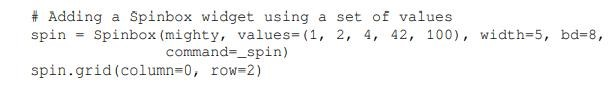 # Adding a Spinbox widget using a set of values
spin = Spinbox(mighty, values=(1, 2, 4, 42, 100), width=5, bd=8,
command=_spin)
spin.grid(column=0, row=2)